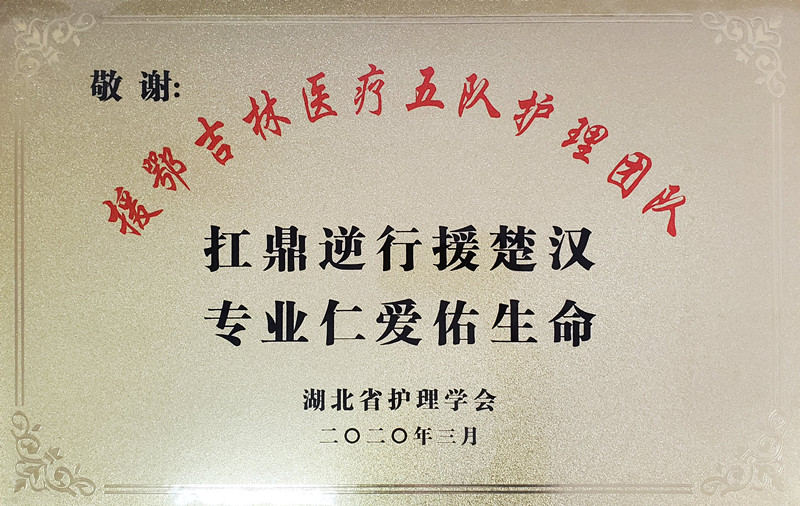 敬谢:
援鄂吉林医疗五队护理团队
扛鼎逆行援楚汉
专业仁爱佑生命
湖北省护理学会
二〇二〇年三月